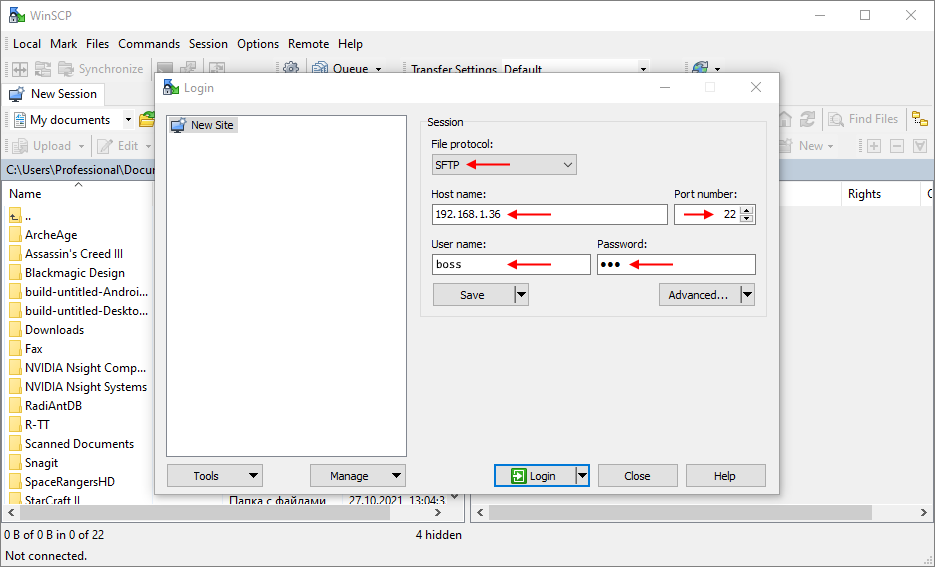 WinSCP
Local Mark Files Commands Session Options Remote Help
Synchronize Queue Transfer Settings Default
New Session
My documents Find Files
Upload Edit New
C:\Users\Professional\Docu
Name Rights
..
ArcheAge
Assassin's Creed III
Blackmagic Design
build-untitled-Androi...
build-untitled-Deskto...
Downloads
Fax
NVIDIA Nsight Comp...
NVIDIA Nsight Systems
RadiAntDB
R-TT
Scanned Documents
Snagit
SpaceRangersHD
StarCraft II Папка с файлами 27.10.2021 13:04:3
0 B of 0 B in 0 of 22 4 hidden
Not connected.
Login
New Site
Session
File protocol:
SFTP
Host name: Port number:
192.168.1.36 22
User name: Password:
boss •••
Save Advanced...
Tools Manage Login Close Help